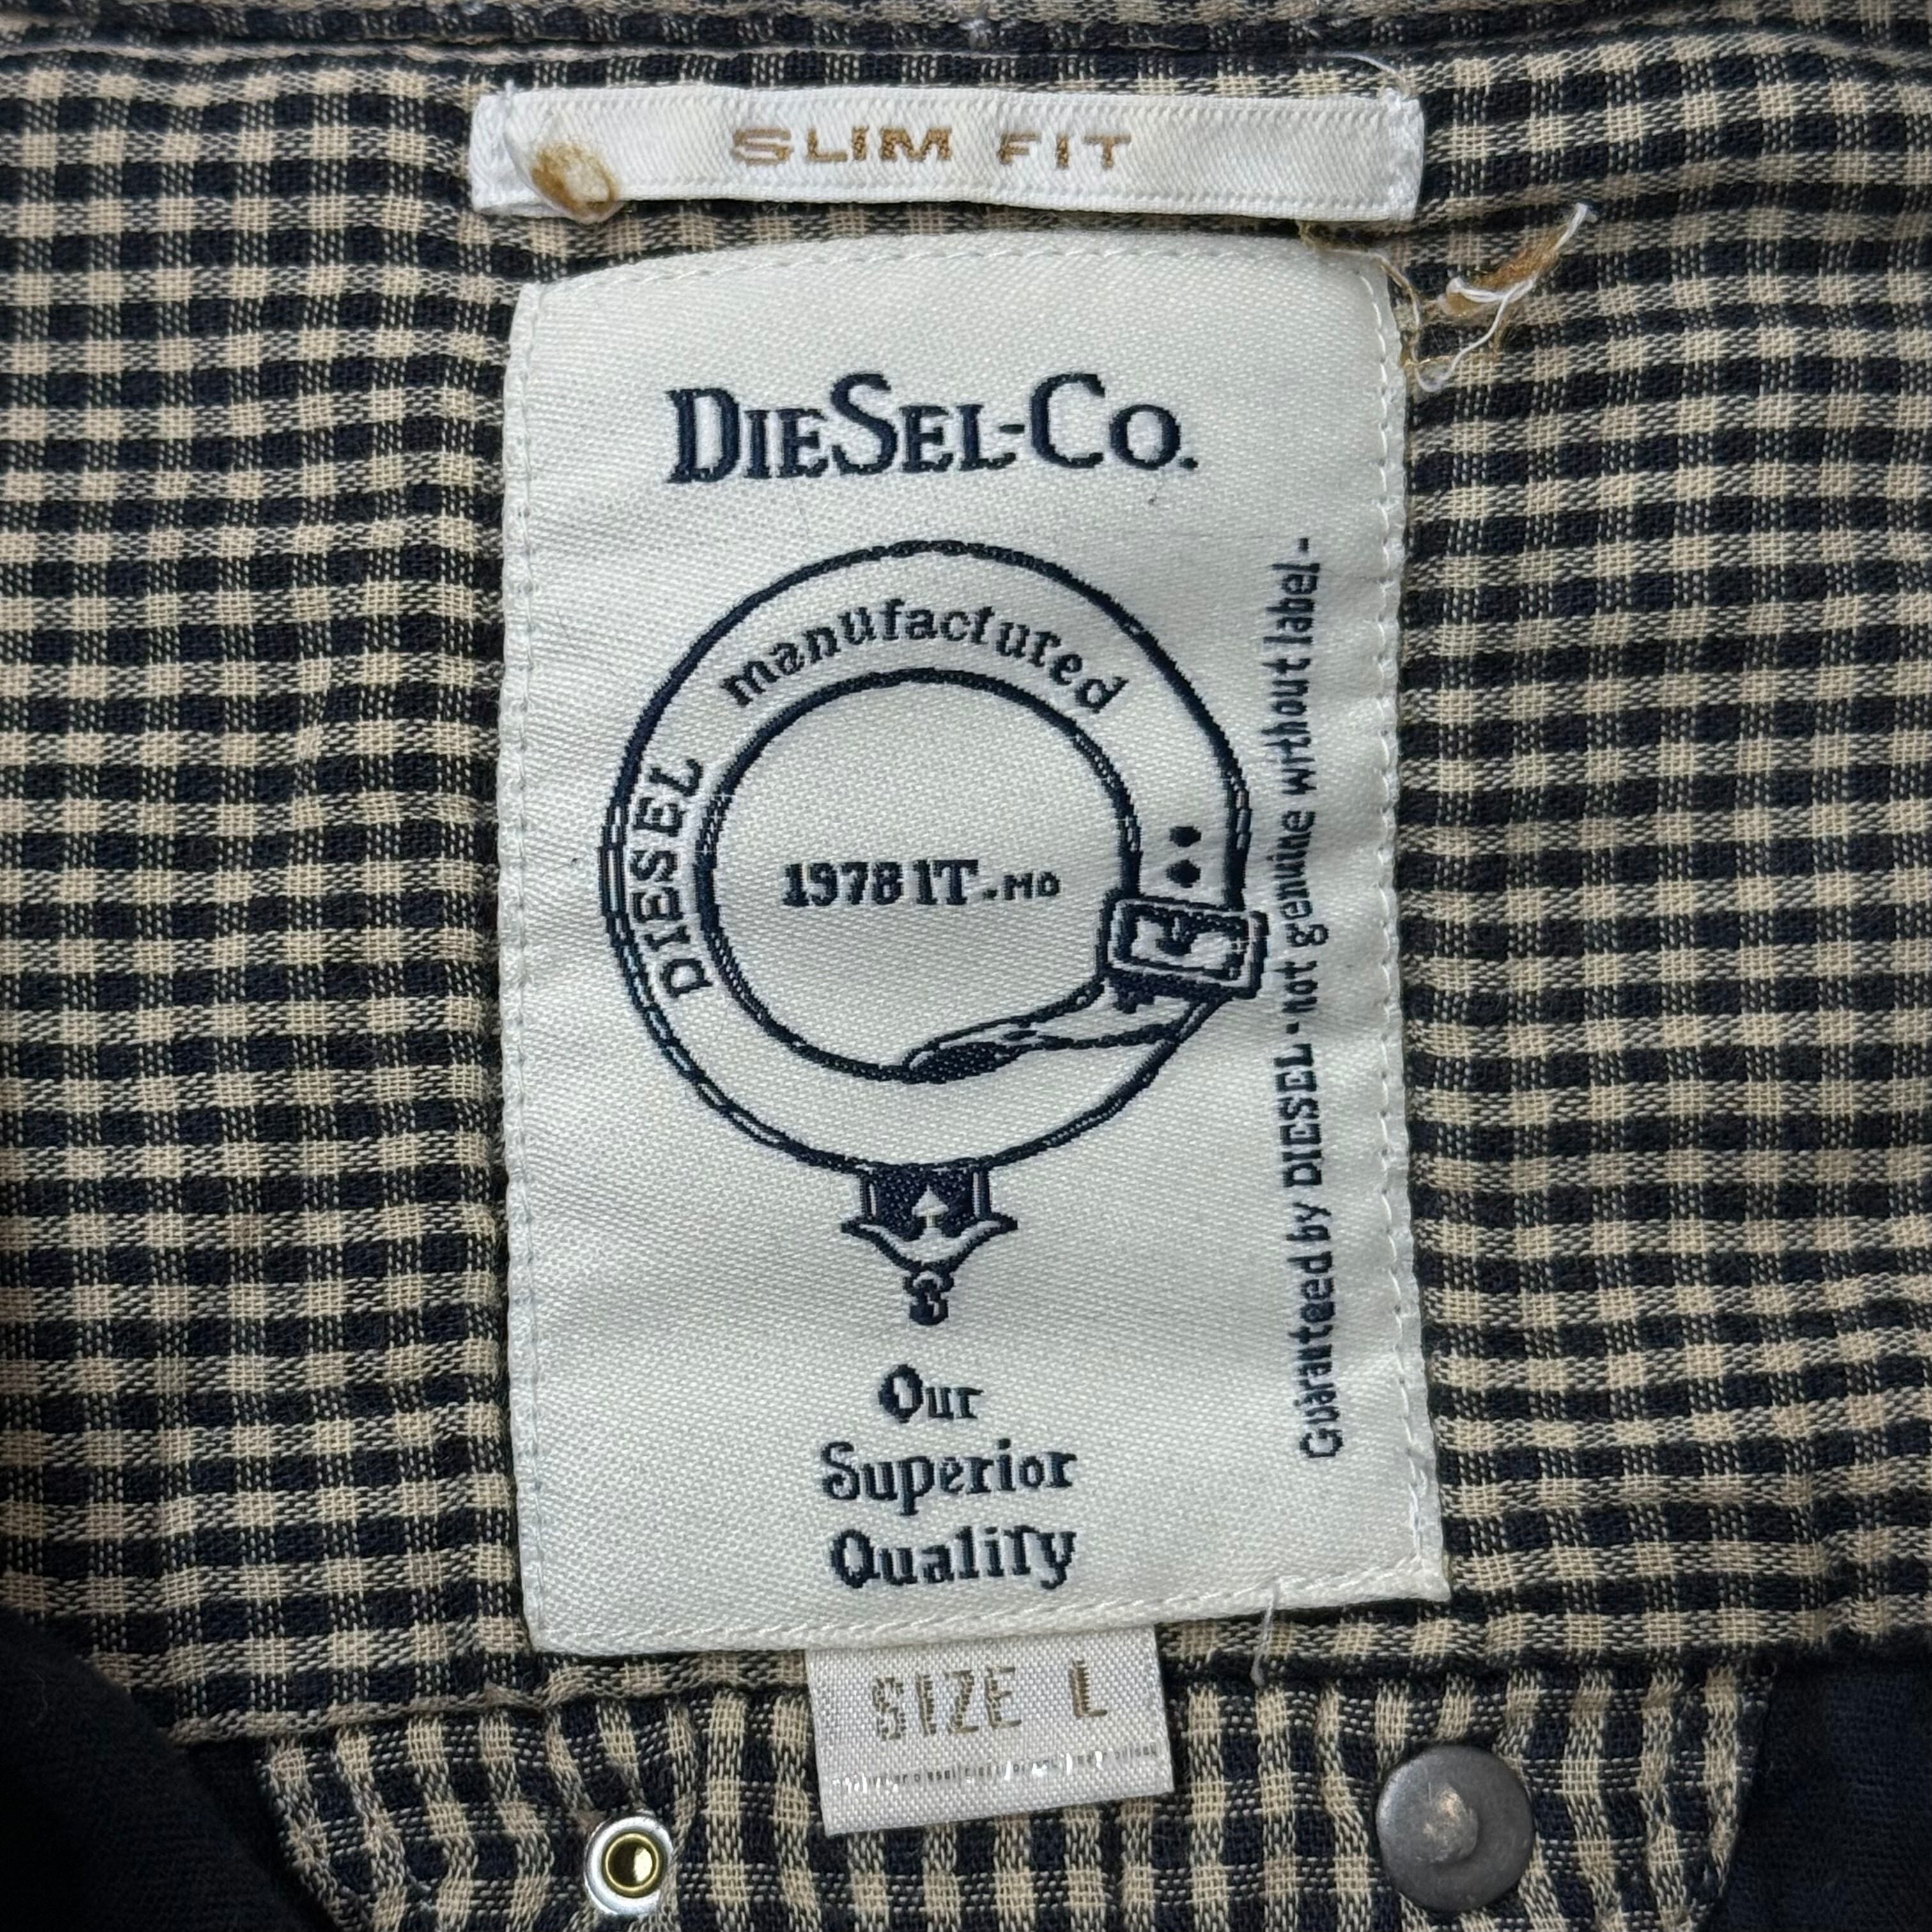 SLIM FIT
DIESEL-CO.
DIESEL manufactured
1978 IT.MO
Guaranteed by DIESEL - not genuine without label -
Our
Superior
Quality
SIZE L